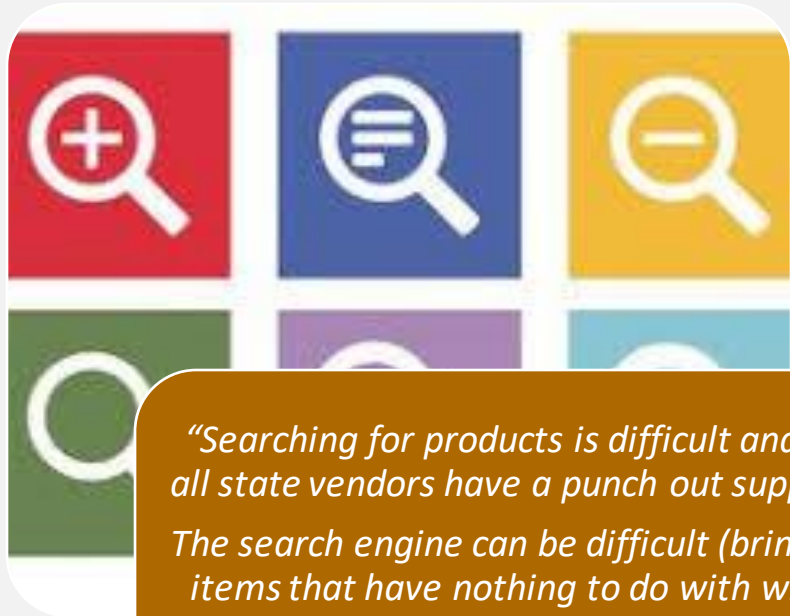 “Searching for products is difficult and
all state vendors have a punch out
The search engine can be difficult
items that have nothing to do with